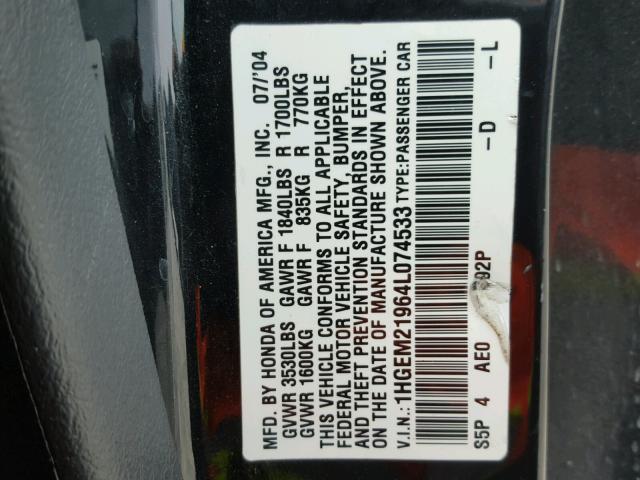 MFD. BY HONDA OF AMERICA MFG., INC. 07/'04
GVWR 3530LBS GAWR F 1840LBS R 1700LBS
GVWR 1600KG GAWR F 835KG R 770KG
THIS VEHICLE CONFORMS TO ALL APPLICABLE
FEDERAL MOTOR VEHICLE SAFETY, BUMPER,
AND THEFT PREVENTION STANDARDS IN EFFECT
ON THE DATE OF MANUFACTURE SHOWN ABOVE.
V.I.N.:1HGEM21964L074533 TYPE:PASSENGER CAR
S5P 4 AE0 92P -D -L